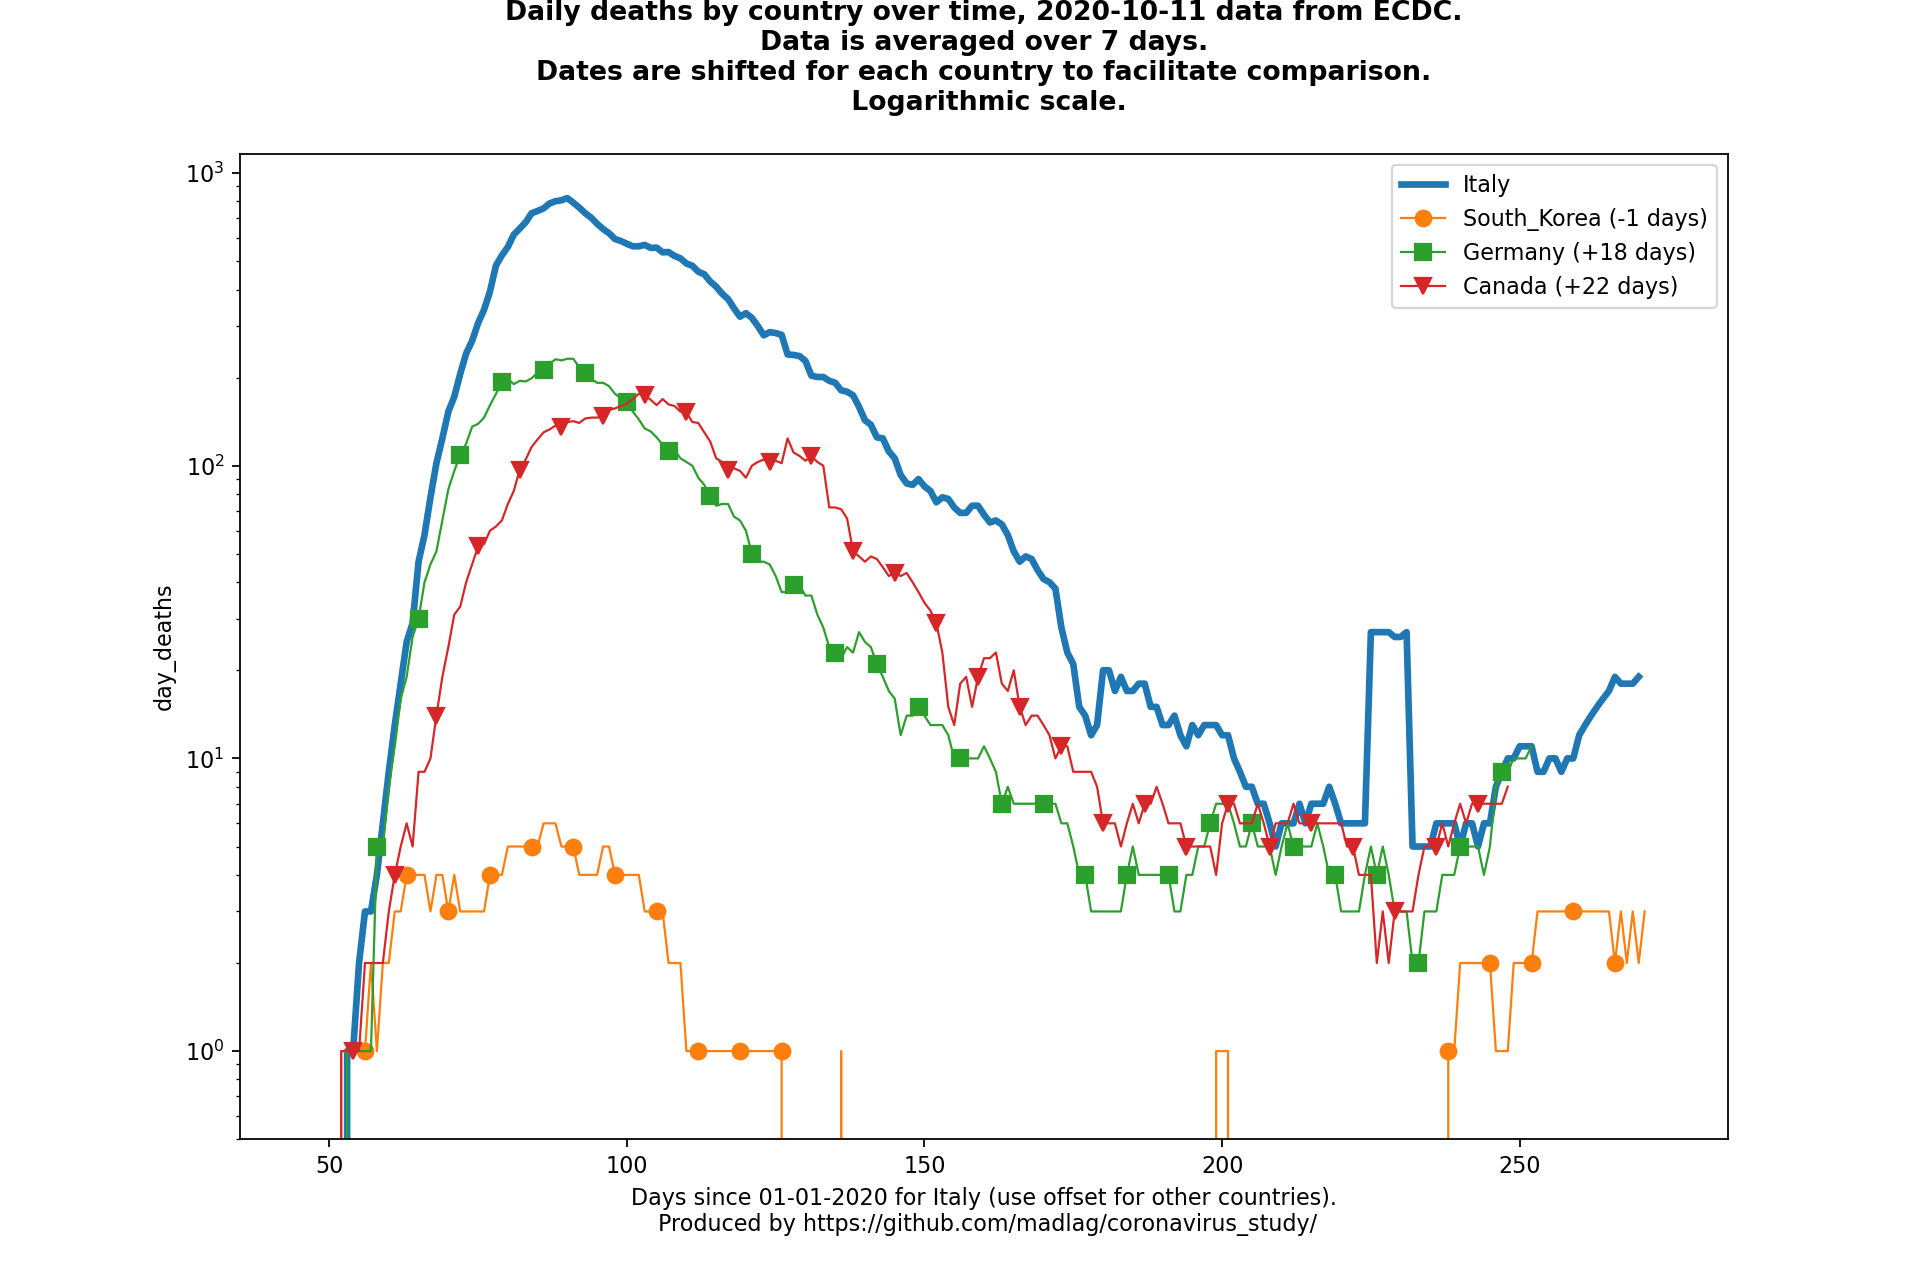 Daily deaths by country over time, 2020-10-11 data from ECDC.
Data is averaged over 7 days.
Dates are shifted for each country to facilitate comparison.
Logarithmic scale.
10³
10²
10¹
10⁰
day_deaths
Italy
South_Korea (-1 days)
Germany (+18 days)
Canada (+22 days)
50 100 150 200 250
Days since 01-01-2020 for Italy (use offset for other countries).
Produced by https://github.com/madlag/coronavirus_study/